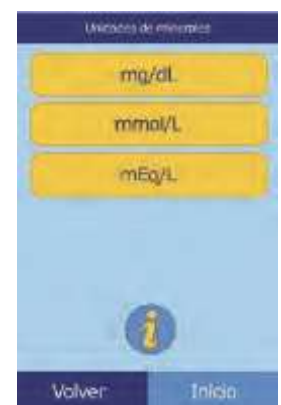 Unidades de minerales
mg/dL
mmol/L
mEq/L
i
Volver
Inicio